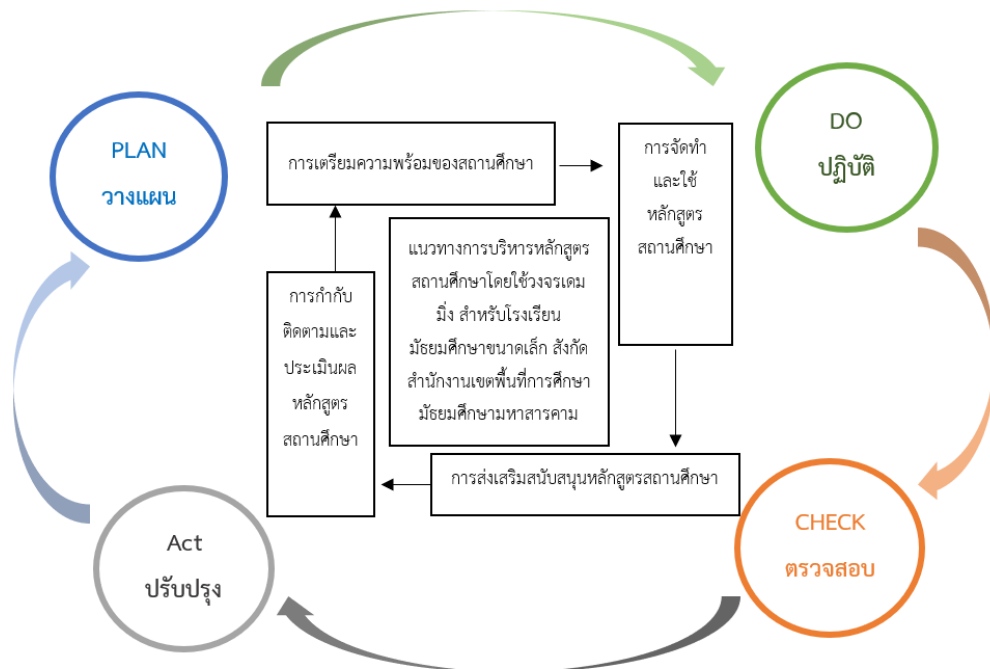 PLAN
วางแผน
DO
ปฏิบัติ
การเตรียมความพร้อมของสถานศึกษา
การจัดทำ
และใช้
หลักสูตร
สถานศึกษา
แนวทางการบริหารหลักสูตร
สถานศึกษาโดยใช้วงจรเดม
มิ่ง สำหรับโรงเรียน
มัธยมศึกษาขนาดเล็ก สังกัด
สำนักงานเขตพื้นที่การศึกษา
มัธยมศึกษามหาสารคาม
การกำกับ
ติดตามและ
ประเมินผล
หลักสูตร
สถานศึกษา
การส่งเสริมสนับสนุนหลักสูตรสถานศึกษา
Act
ปรับปรุง
CHECK
ตรวจสอบ